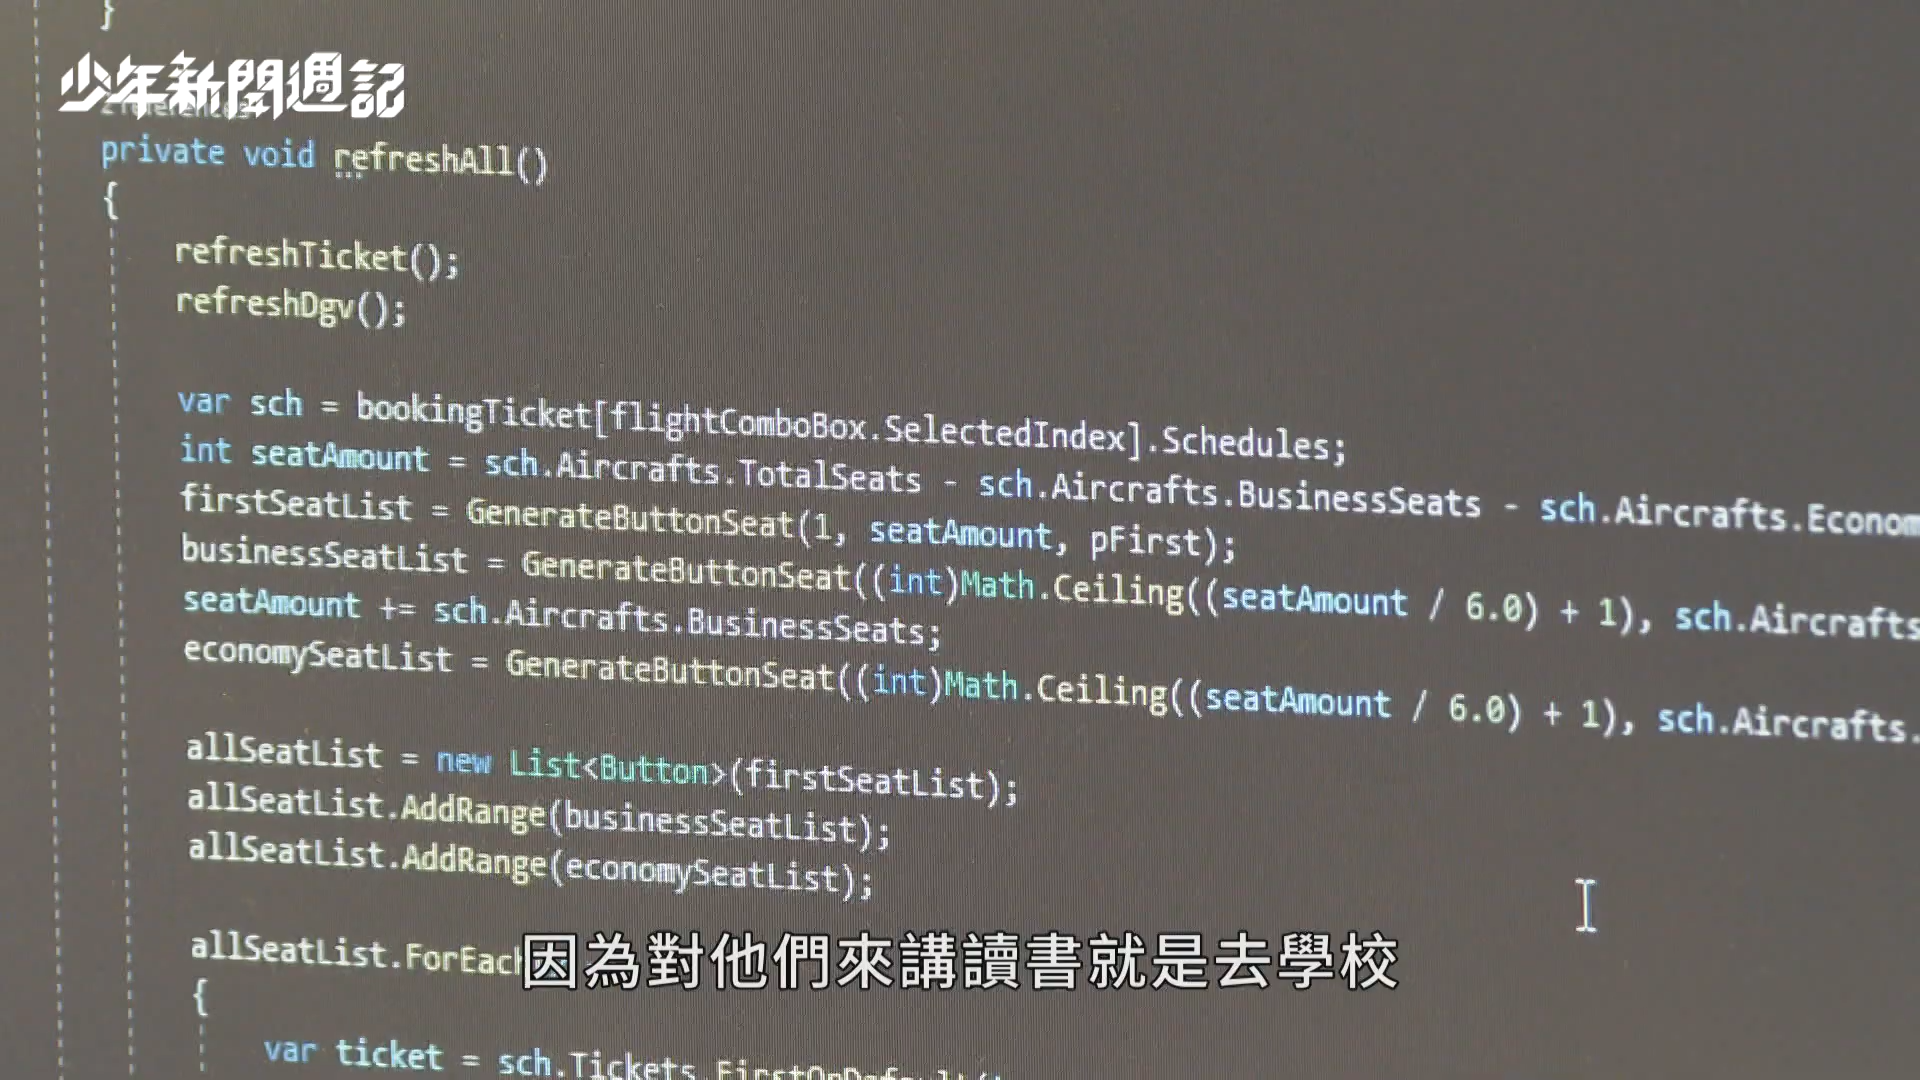 }
少年新聞週記
2 references
private void refreshAll()
{
refreshTicket();
refreshDgv();
var sch = bookingTicket[flightComboBox.SelectedIndex].Schedules;
int seatAmount = sch.Aircrafts.TotalSeats - sch.Aircrafts.BusinessSeats - sch.Aircrafts.Econom
firstSeatList = GenerateButtonSeat(1, seatAmount, pFirst);
businessSeatList = GenerateButtonSeat((int)Math.Ceiling((seatAmount / 6.0) + 1), sch.Aircrafts
seatAmount += sch.Aircrafts.BusinessSeats;
economySeatList = GenerateButtonSeat((int)Math.Ceiling((seatAmount / 6.0) + 1), sch.Aircrafts.
allSeatList = new List<Button>(firstSeatList);
allSeatList.AddRange(businessSeatList);
allSeatList.AddRange(economySeatList);
allSeatList.ForEach
因為對他們來講讀書就是去學校
{
var ticket = sch.Tickets.FirstOrDefault(